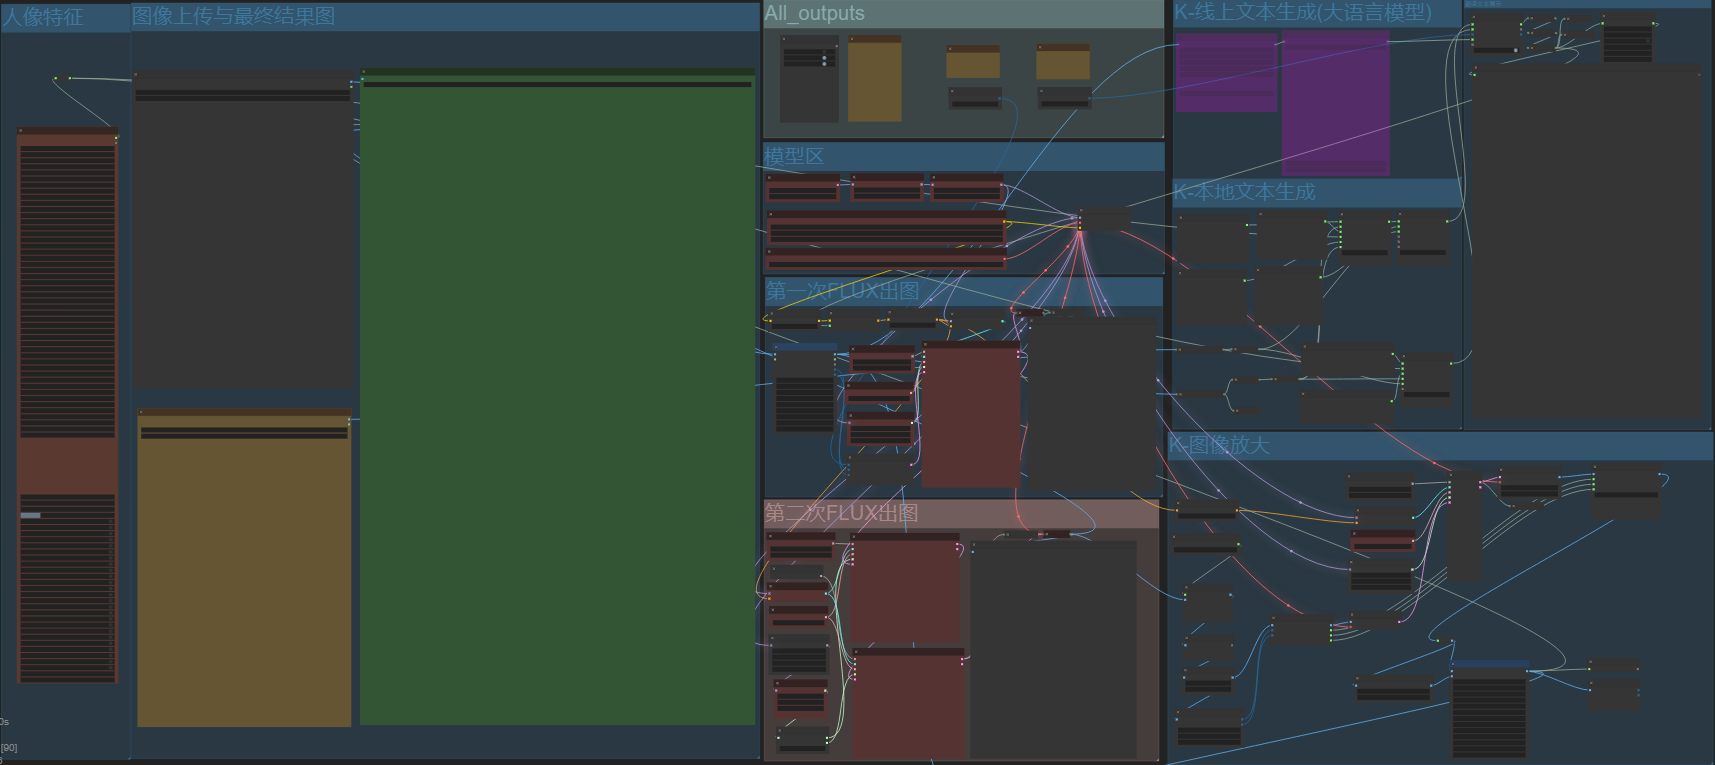 人像特征
图像上传与最终结果图
All_outputs
模型区
第一次FLUX出图
第二次FLUX出图
K-线上文本生成(大语言模型)
K-本地文本生成
K-图像放大
0s
[90]